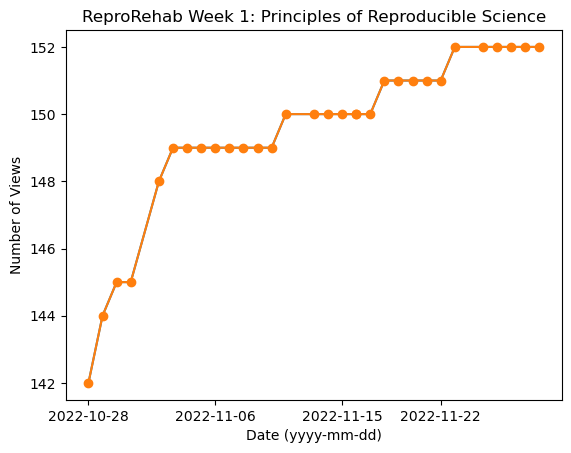 ReproRehab Week 1: Principles of Reproducible Science
152
150
148
146
144
142
Number of Views
2022-10-28 2022-11-06 2022-11-15 2022-11-22
Date (yyyy-mm-dd)